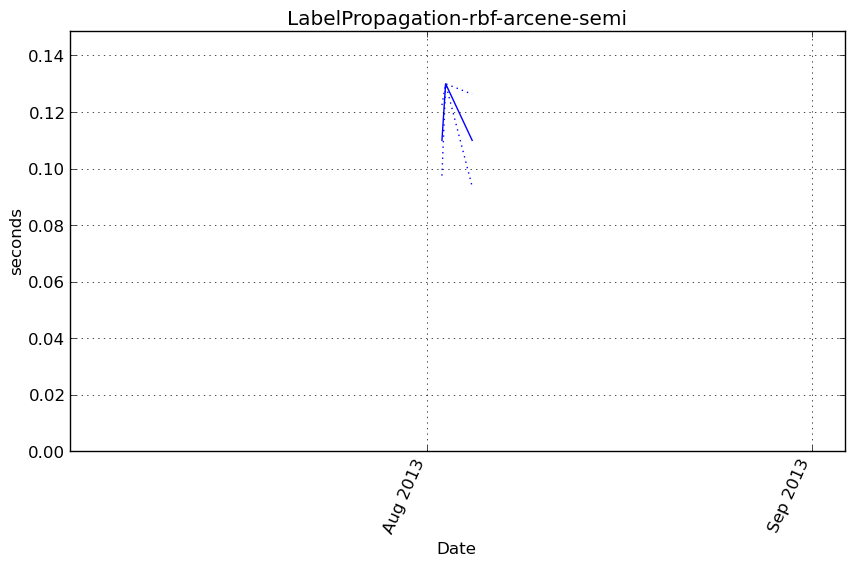 LabelPropagation-rbf-arcene-semi
0.14
0.12
0.10
0.08
0.06
0.04
0.02
0.00
seconds
Aug 2013
Sep 2013
Date